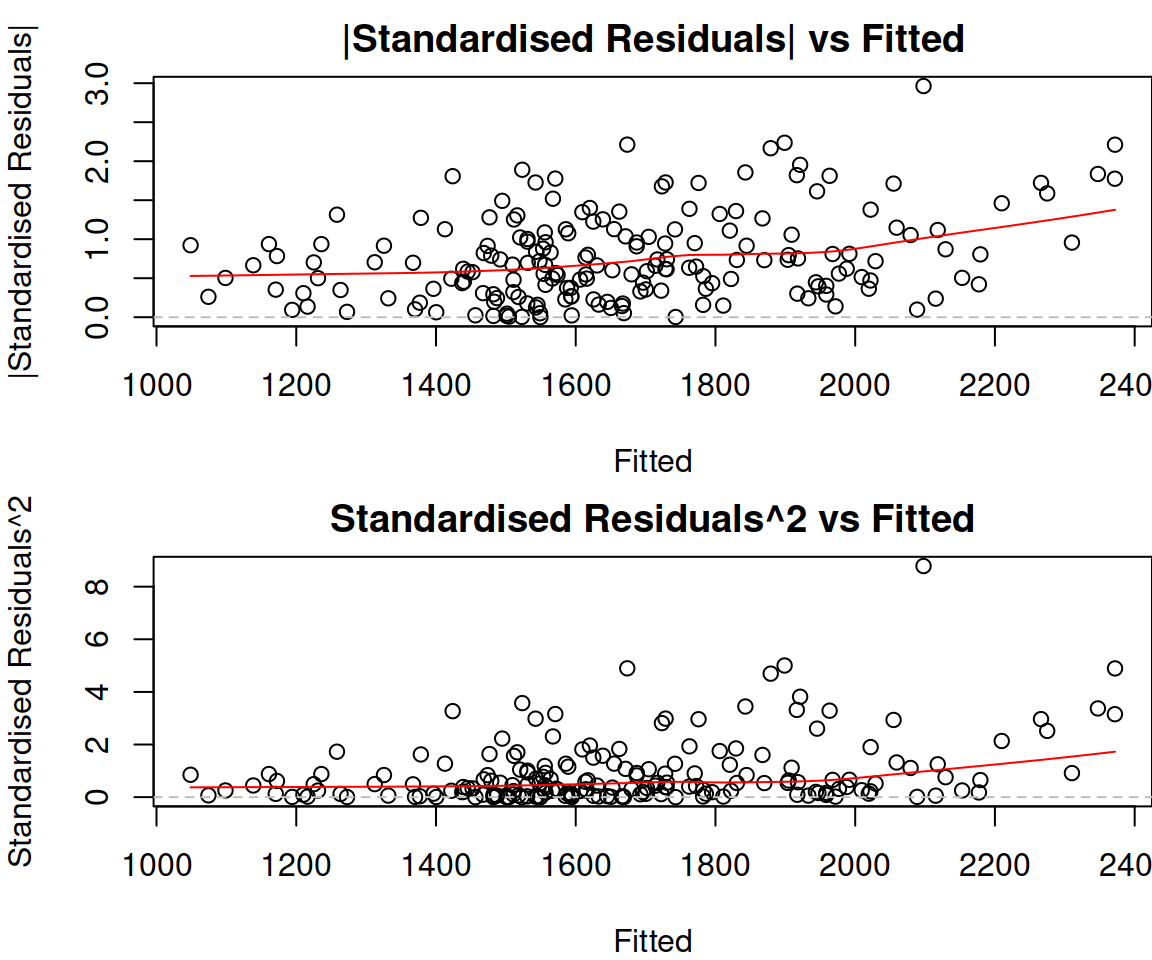 |Standardised Residuals| vs Fitted
|Standardised Residuals|
3.0
2.0
1.0
0.0
1000 1200 1400 1600 1800 2000 2200 240
Fitted
Standardised Residuals^2 vs Fitted
Standardised Residuals^2
8
6
4
2
0
1000 1200 1400 1600 1800 2000 2200 240
Fitted